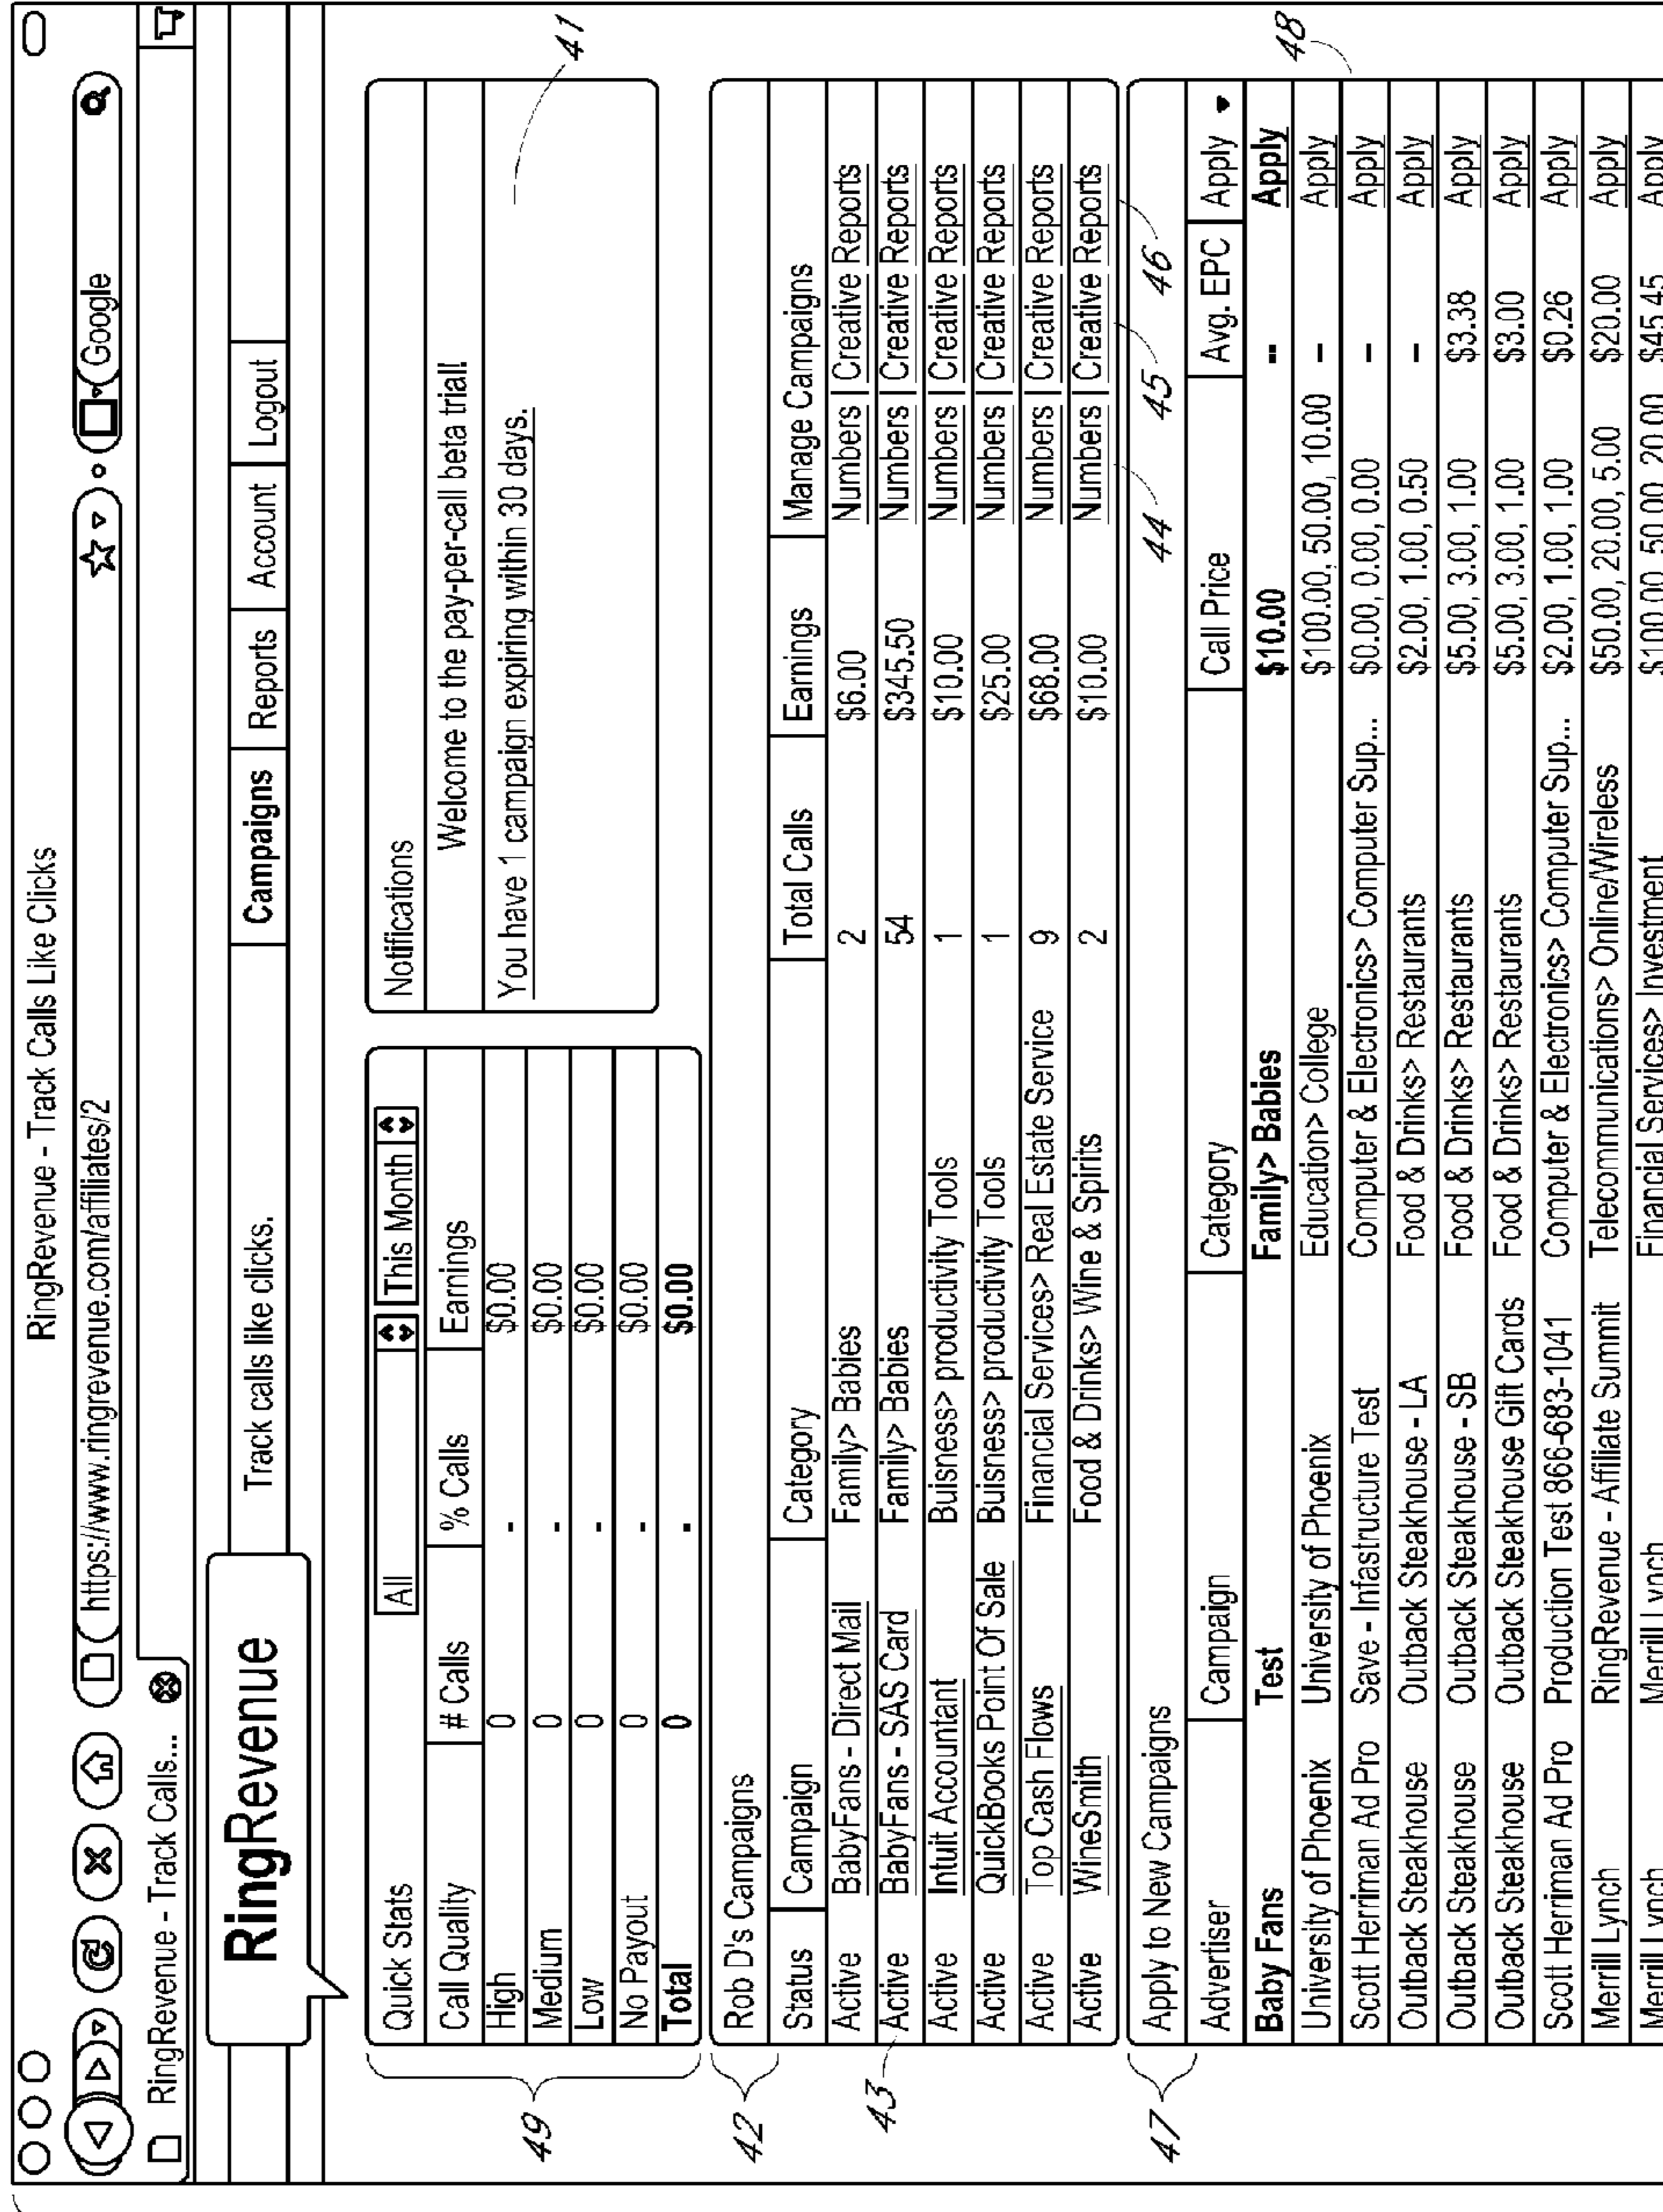 RingRevenue - Track Calls Like Clicks
https://www.ringrevenue.com/affiliates/2 Google
RingRevenue - Track Calls...
RingRevenue Track calls like clicks. Campaigns Reports Account Logout
Quick Stats All This Month
Call Quality # Calls % Calls Earnings
High 0 - $0.00
Medium 0 - $0.00
Low 0 - $0.00
No Payout 0 - $0.00
Total 0 - $0.00
49
Notifications
Welcome to the pay-per-call beta trial!
You have 1 campaign expiring within 30 days.
41
42
Rob D's Campaigns
Status Campaign Category Total Calls Earnings Manage Campaigns
Active BabyFans - Direct Mail Family> Babies 2 $6.00 Numbers | Creative Reports
43 Active BabyFans - SAS Card Family> Babies 54 $345.50 Numbers | Creative Reports
Active Intuit Accountant Buisness> productivity Tools 1 $10.00 Numbers | Creative Reports
Active QuickBooks Point Of Sale Buisness> productivity Tools 1 $25.00 Numbers | Creative Reports
Active Top Cash Flows Financial Services> Real Estate Service 9 $68.00 Numbers | Creative Reports
Active WineSmith Food & Drinks> Wine & Spirits 2 $10.00 Numbers | Creative Reports
44 45 46
47
Apply to New Campaigns
Advertiser Campaign Category Call Price Avg. EPC Apply
Baby Fans Test Family> Babies $10.00 -- Apply
University of Phoenix University of Phoenix Education> College $100.00, 50.00, 10.00 - Apply
Scott Herriman Ad Pro Save - Infastructure Test Computer & Electronics> Computer Sup... $0.00, 0.00, 0.00 - Apply
Outback Steakhouse Outback Steakhouse - LA Food & Drinks> Restaurants $2.00, 1.00, 0.50 - Apply
Outback Steakhouse Outback Steakhouse - SB Food & Drinks> Restaurants $5.00, 3.00, 1.00 $3.38 Apply
Outback Steakhouse Outback Steakhouse Gift Cards Food & Drinks> Restaurants $5.00, 3.00, 1.00 $3.00 Apply
Scott Herriman Ad Pro Production Test 866-683-1041 Computer & Electronics> Computer Sup... $2.00, 1.00, 1.00 $0.26 Apply
Merrill Lynch RingRevenue - Affiliate Summit Telecommunications> Online/Wireless $50.00, 20.00, 5.00 $20.00 Apply
Merrill Lynch Merrill Lynch Financial Services> Investment $100.00, 50.00, 20.00 $45.45 Apply
48